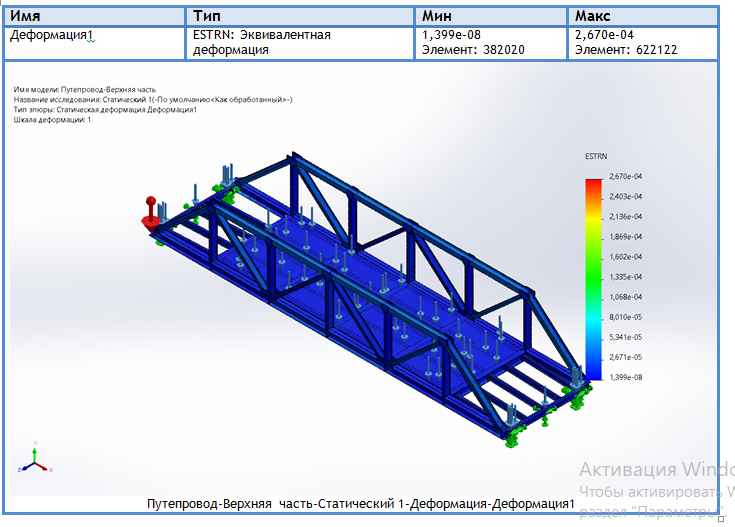 Имя Тип Мин Макс
Деформация1 ESTRN: Эквивалентная 1,399e-08 2,670e-04
деформация Элемент: 382020 Элемент: 622122
Имя модели: Путепровод-Верхняя часть
Название исследования: Статический 1(-По умолчанию<Как обработанный>-)
Тип эпюры: Статическая деформация Деформация1
Шкала деформации: 1
ESTRN
2,670e-04
2,403e-04
2,136e-04
1,869e-04
1,602e-04
1,335e-04
1,068e-04
8,010e-05
5,341e-05
2,671e-05
1,399e-08
Y
Z X
Активация Windo
Чтобы активировать W
раздел "Параметры".
Путепровод-Верхняя часть-Статический 1-Деформация-Деформация1